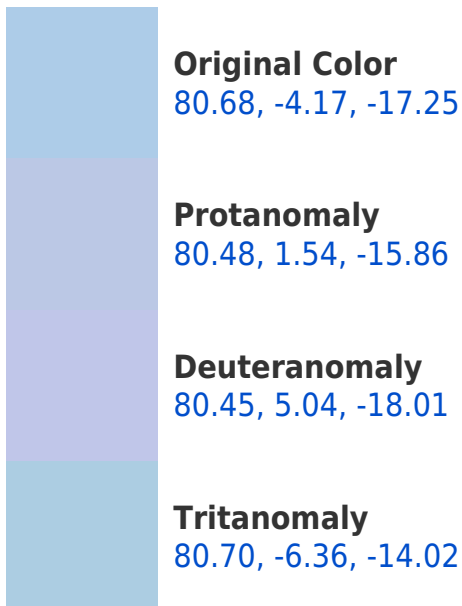 Original Color
80.68, -4.17, -17.25
Protanomaly
80.48, 1.54, -15.86
Deuteranomaly
80.45, 5.04, -18.01
Tritanomaly
80.70, -6.36, -14.02